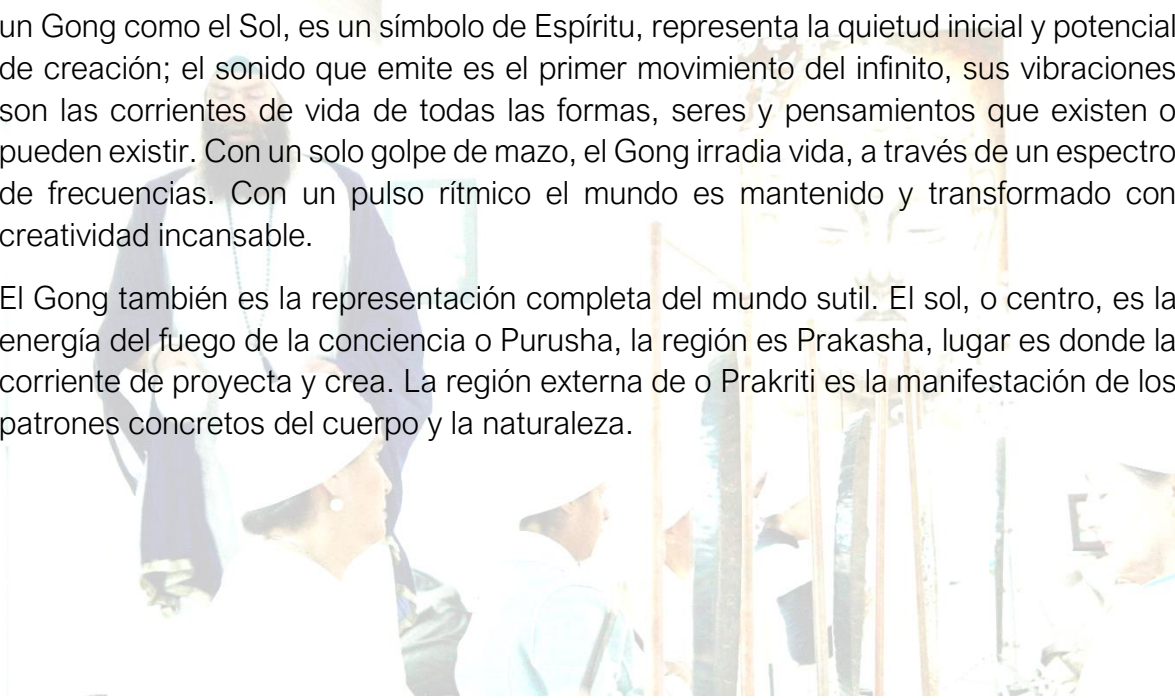 un Gong como el Sol, es un símbolo de Espíritu, representa la quietud inicial y potencial
de creación; el sonido que emite es el primer movimiento del infinito, sus vibraciones
son las corrientes de vida de todas las formas, seres y pensamientos que existen o
pueden existir. Con un solo golpe de mazo, el Gong irradia vida, a través de un espectro
de frecuencias. Con un pulso rítmico el mundo es mantenido y transformado con
creatividad incansable.
El Gong también es la representación completa del mundo sutil. El sol, o centro, es la
energía del fuego de la conciencia o Purusha, la región es Prakasha, lugar es donde la
corriente de proyecta y crea. La región externa de o Prakriti es la manifestación de los
patrones concretos del cuerpo y la naturaleza.